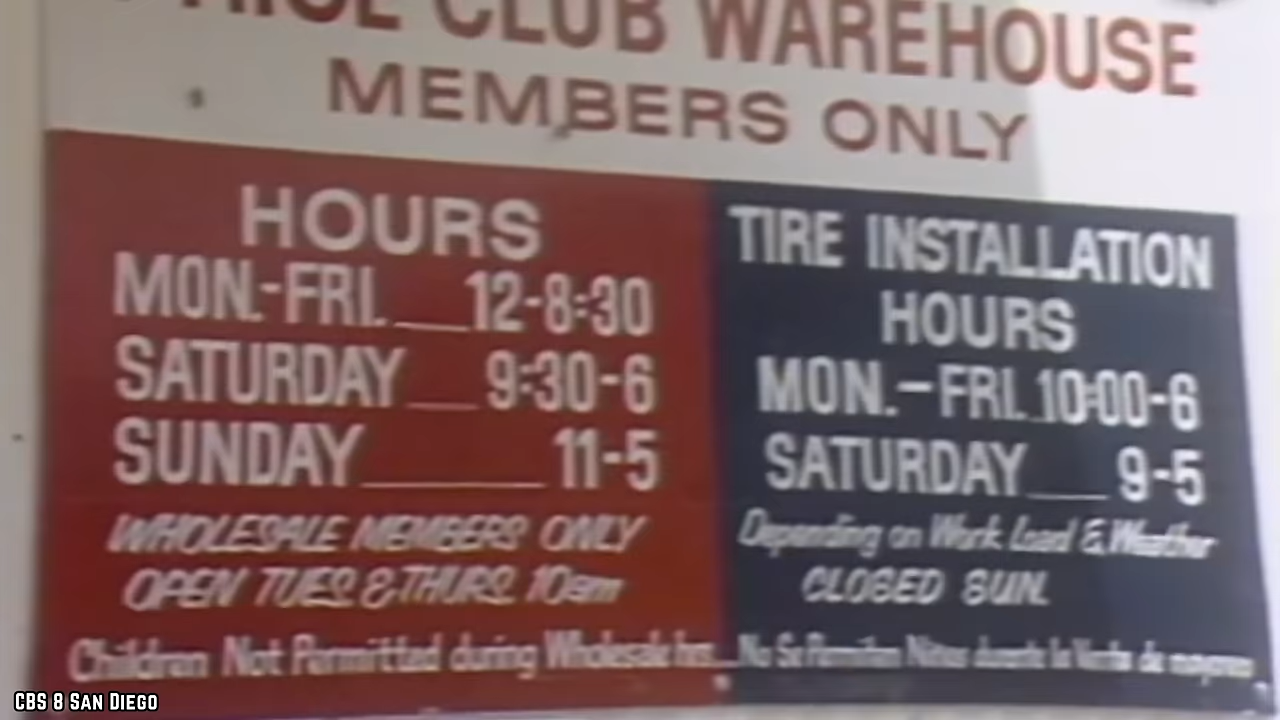 PRICE CLUB WAREHOUSE
MEMBERS ONLY
HOURS
MON.-FRI. 12-8:30
SATURDAY 9:30-6
SUNDAY 11-5
WHOLESALE MEMBERS ONLY
OPEN TUES & THURS. 10am
Children Not Permitted during Wholesale hrs.
TIRE INSTALLATION
HOURS
MON.-FRI. 10:00-6
SATURDAY 9-5
Depending on Work Load & Weather
CLOSED SUN.
No Se Permiten Niños durante la Venta de mayoreo
CBS 8 SAN DIEGO